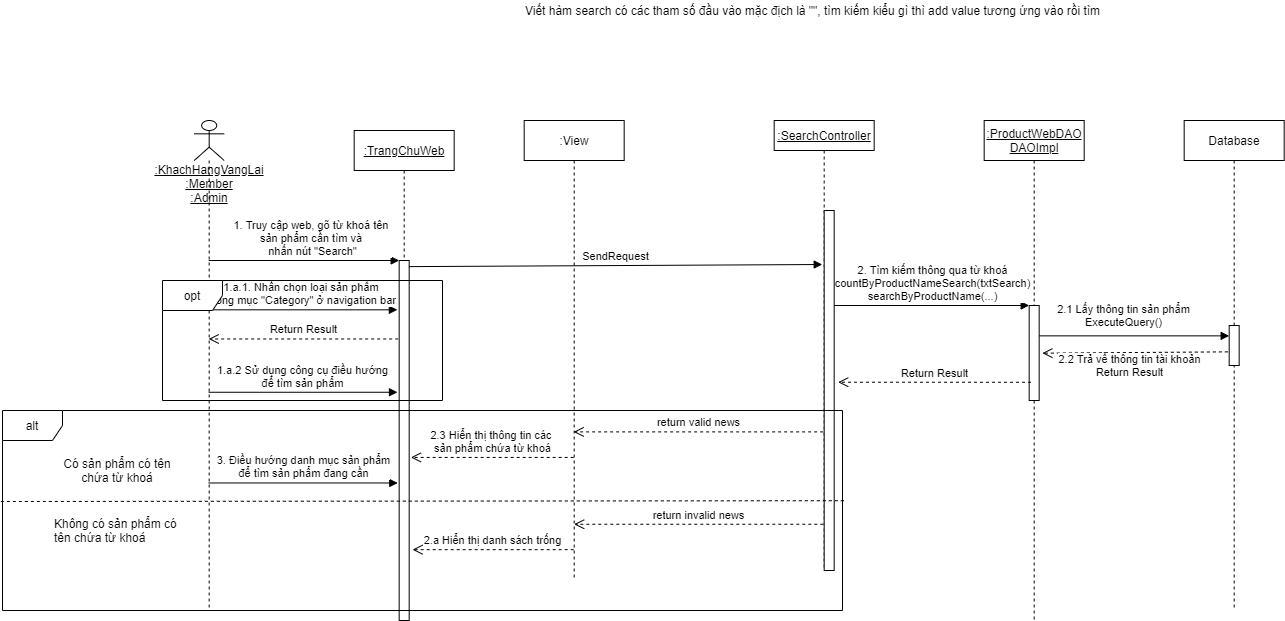 Viết hàm search có các tham số đầu vào mặc địch là "", tìm kiếm kiểu gì thì add value tương ứng vào rồi tìm
:KhachHangVangLai
:Member
:Admin
:TrangChuWeb
:View
:SearchController
:ProductWebDAO
DAOImpl
Database
1. Truy cập web, gõ từ khoá tên
sản phẩm cần tìm và
nhấn nút "Search"
SendRequest
2. Tìm kiếm thông qua từ khoá
countByProductNameSearch(txtSearch)
searchByProductName(...)
opt
1.a.1. Nhấn chọn loại sản phẩm
mục "Category" ở navigation bar
Return Result
1.a.2 Sử dụng công cụ điều hướng
để tìm sản phẩm
2.1 Lấy thông tin sản phẩm
ExecuteQuery()
2.2 Trả về thông tin tài khoản
Return Result
Return Result
alt
return valid news
2.3 Hiển thị thông tin các
sản phẩm chứa từ khoá
Có sản phẩm có tên
chứa từ khoá
3. Điều hướng danh mục sản phẩm
để tìm sản phẩm đang cần
Không có sản phẩm có
tên chứa từ khoá
return invalid news
2.a Hiển thị danh sách trống